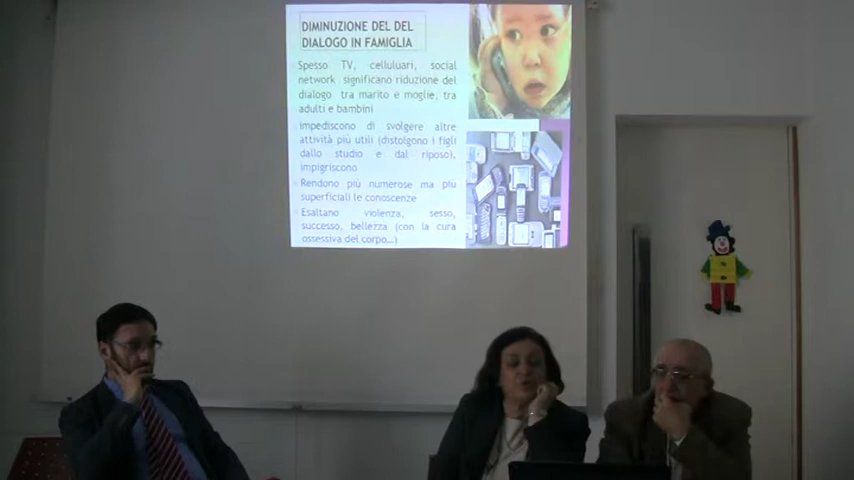 DIMINUZIONE DEL DEL
DIALOGO IN FAMIGLIA
Spesso TV, celluluari, social
network significano riduzione del
dialogo tra marito e moglie, tra
adulti e bambini
impediscono di svolgere altre
attività più utili (distolgono i figli
dallo studio e dal riposo),
impigriscono
Rendono più numerose ma più
superficiali le conoscenze
Esaltano violenza, sesso,
successo, bellezza (con la cura
ossessiva del corpo…)